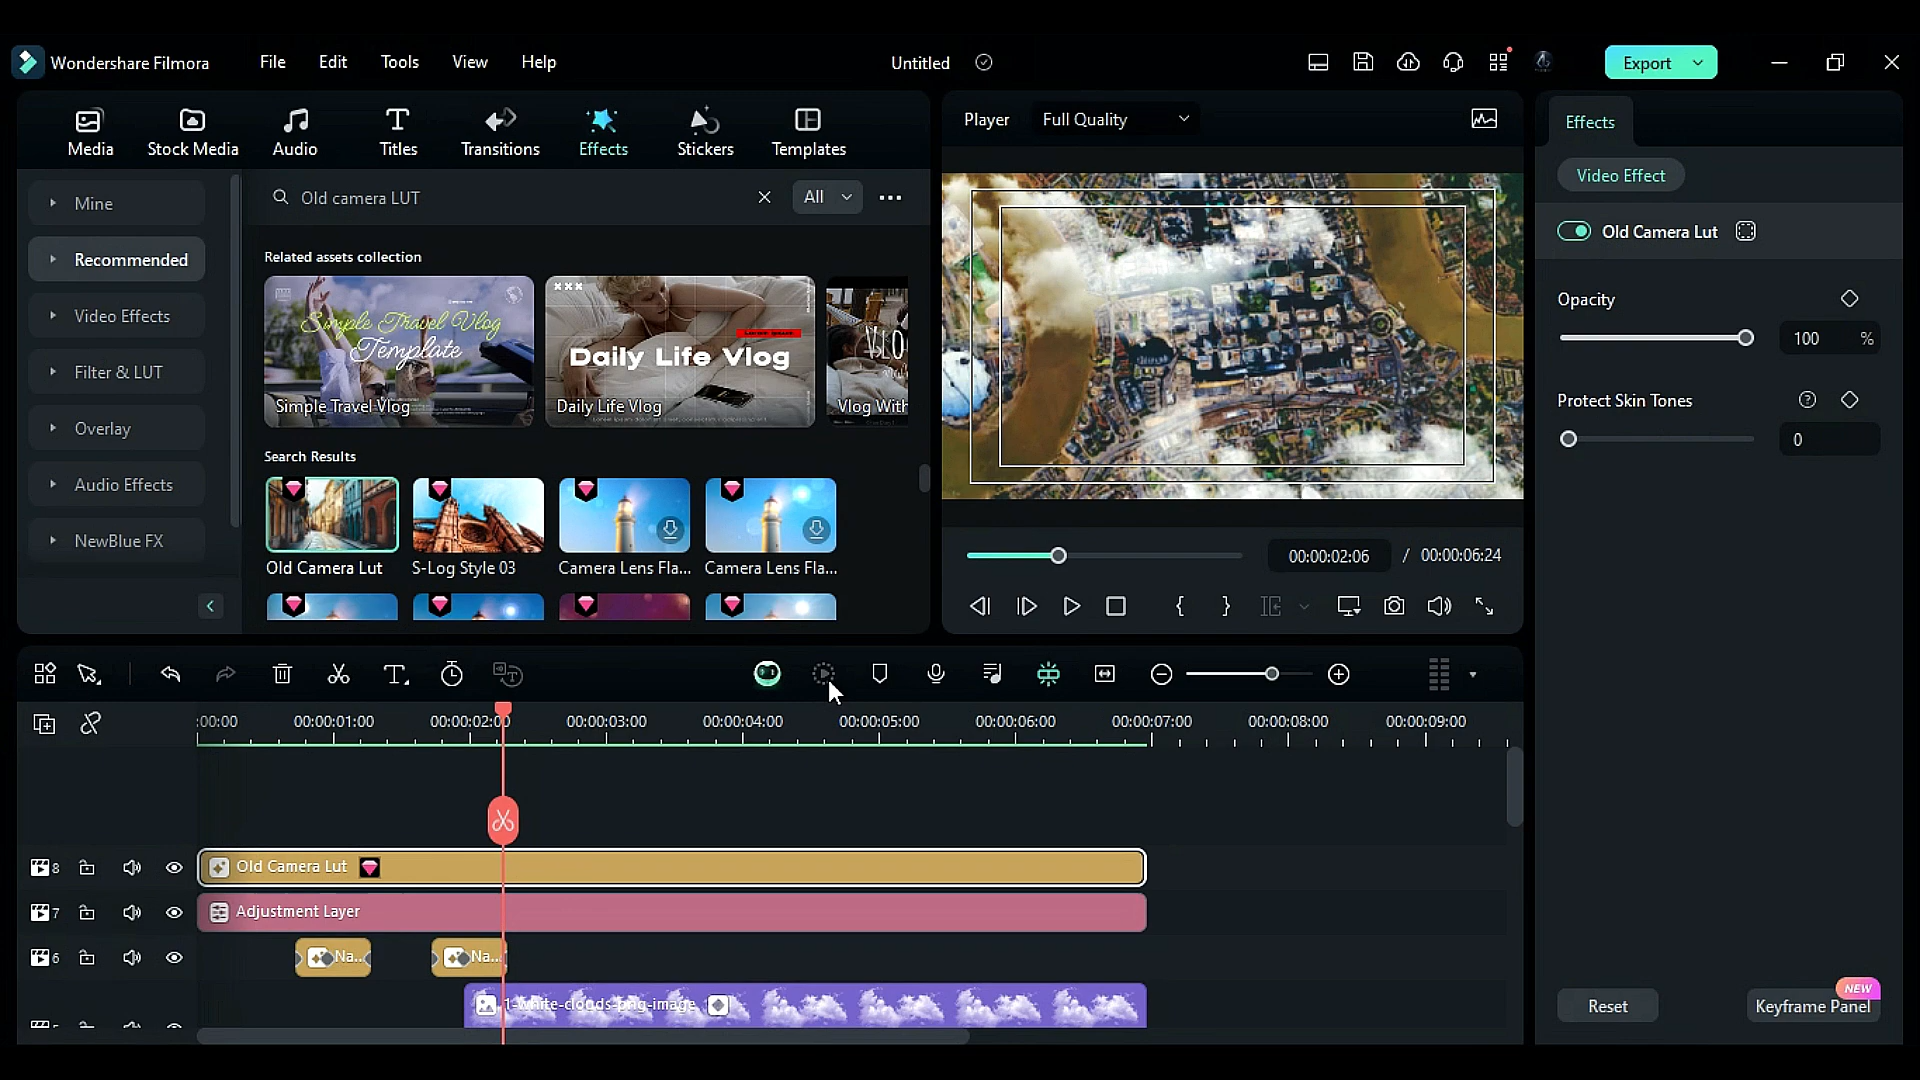 Wondershare Filmora
File Edit Tools View Help
Untitled
Export
Media Stock Media Audio Titles Transitions Effects Stickers Templates
Player Full Quality
Effects
Video Effect
Mine
Recommended
Video Effects
Filter & LUT
Overlay
Audio Effects
NewBlue FX
Old camera LUT
All
Related assets collection
Simple Travel Vlog
Template
Simple Travel Vlog
Daily Life Vlog
Daily Life Vlog
VLO
Vlog With
Search Results
Old Camera Lut S-Log Style 03 Camera Lens Fla... Camera Lens Fla...
Old Camera Lut
Opacity
100 %
Protect Skin Tones
0
00:00:02:06 / 00:00:06:24
:00:00 00:00:01:00 00:00:02:00 00:00:03:00 00:00:04:00 00:00:05:00 00:00:06:00 00:00:07:00 00:00:08:00 00:00:09:00
8 Old Camera Lut
7 Adjustment Layer
6 Na... Na...
1-white-clouds-png-image
NEW
Reset Keyframe Panel